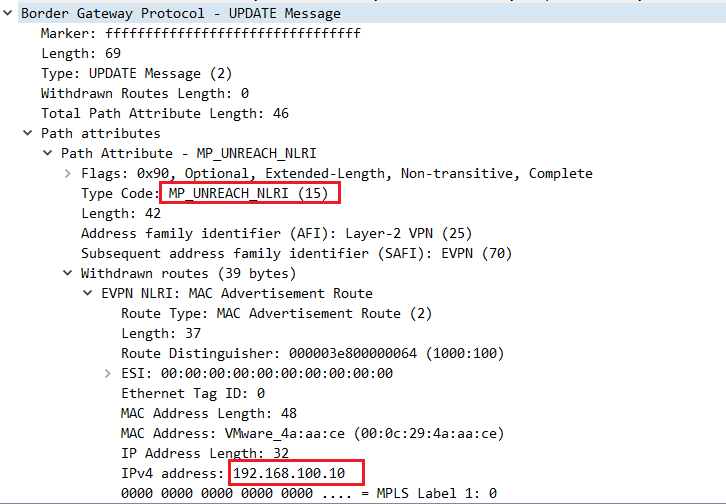 Border Gateway Protocol - UPDATE Message
Marker: ffffffffffffffffffffffffffffffff
Length: 69
Type: UPDATE Message (2)
Withdrawn Routes Length: 0
Total Path Attribute Length: 46
Path attributes
Path Attribute - MP_UNREACH_NLRI
Flags: 0x90, Optional, Extended-Length, Non-transitive, Complete
Type Code: MP_UNREACH_NLRI (15)
Length: 42
Address family identifier (AFI): Layer-2 VPN (25)
Subsequent address family identifier (SAFI): EVPN (70)
Withdrawn routes (39 bytes)
EVPN NLRI: MAC Advertisement Route
Route Type: MAC Advertisement Route (2)
Length: 37
Route Distinguisher: 000003e800000064 (1000:100)
ESI: 00:00:00:00:00:00:00:00:00:00
Ethernet Tag ID: 0
MAC Address Length: 48
MAC Address: VMware_4a:aa:ce (00:0c:29:4a:aa:ce)
IP Address Length: 32
IPv4 address: 192.168.100.10
0000 0000 0000 0000 0000 .... = MPLS Label 1: 0